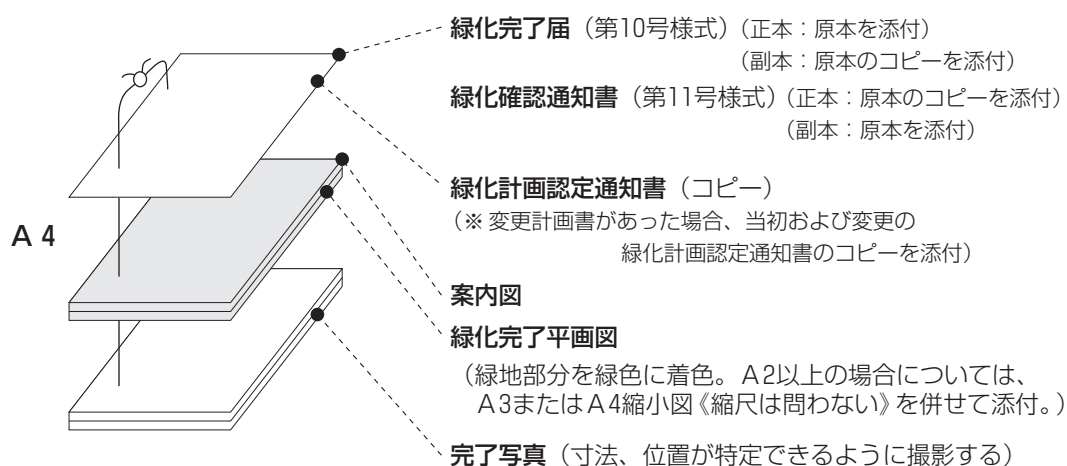 緑化完了届（第10号様式）（正本：原本を添付）
（副本：原本のコピーを添付）
緑化確認通知書（第11号様式）（正本：原本のコピーを添付）
（副本：原本を添付）
緑化計画認定通知書（コピー）
（※ 変更計画書があった場合、当初および変更の
緑化計画認定通知書のコピーを添付）
A 4
案内図
緑化完了平画図
（緑地部分を緑色に着色。A2以上の場合については、
A3またはA4縮小図《縮尺は問わない》を併せて添付。）
完了写真（寸法、位置が特定できるように撮影する）